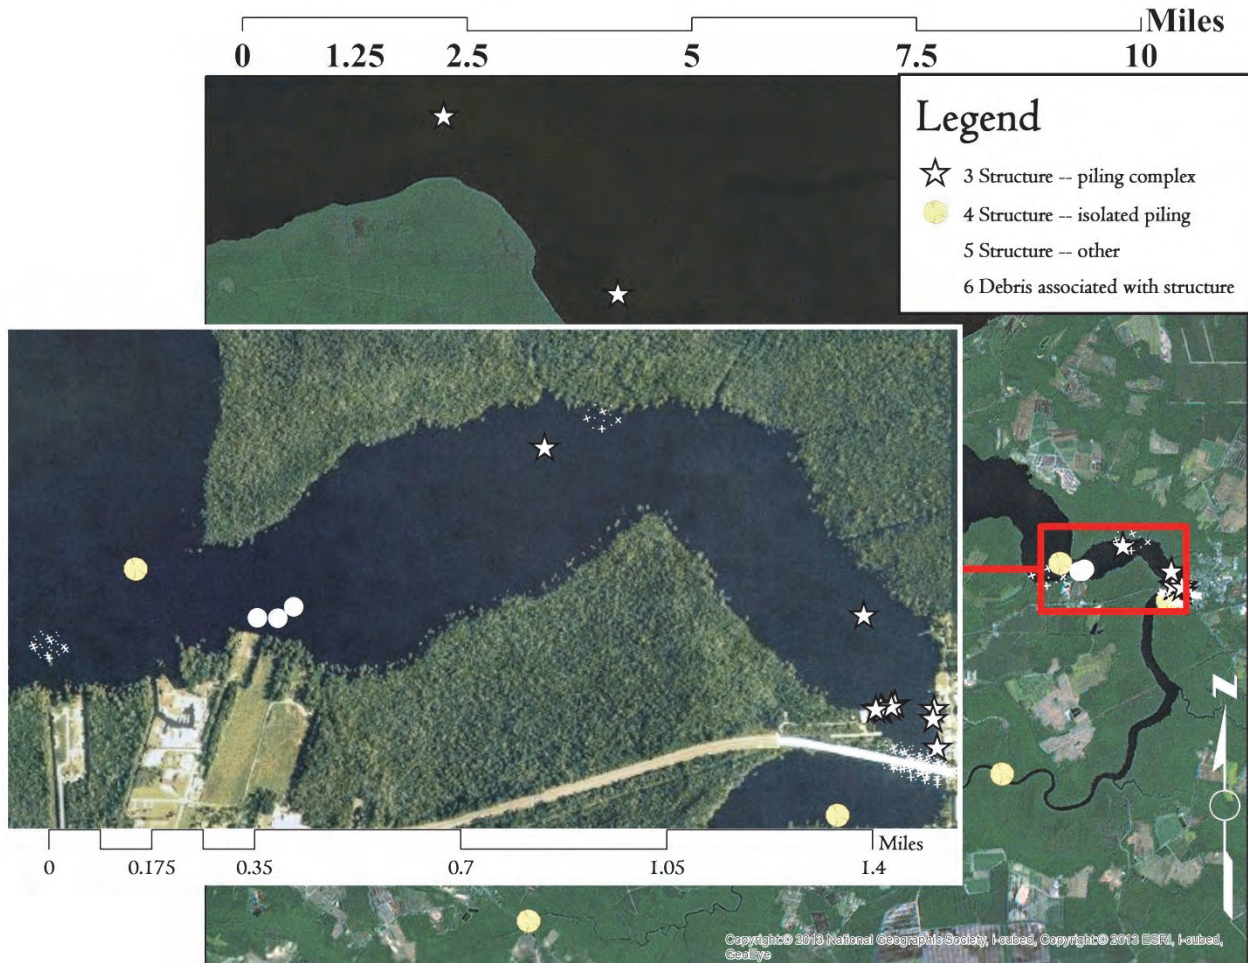 Miles
0 1.25 2.5 5 7.5 10
Legend
3 Structure -- piling complex
4 Structure -- isolated piling
5 Structure -- other
6 Debris associated with structure
N
Miles
0 0.175 0.35 0.7 1.05 1.4
Copyright:© 2013 National Geographic Society, i-cubed, Copyright:© 2013 ESRI, i-cubed,
GeoEye